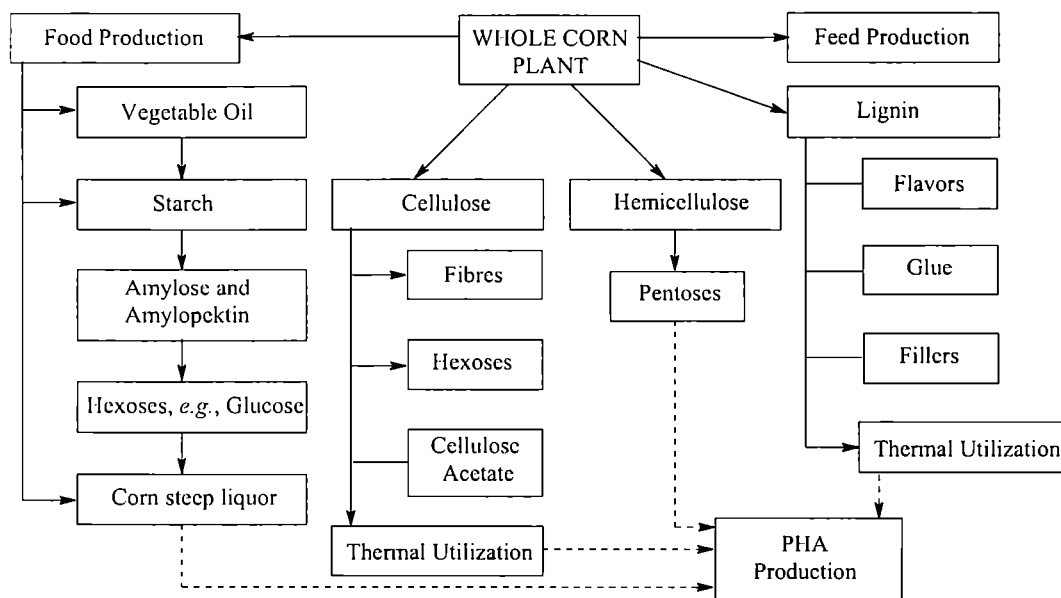 Food Production
WHOLE CORN
PLANT
Feed Production
Vegetable Oil
Lignin
Starch
Cellulose
Hemicellulose
Flavors
Amylose and
Amylopektin
Fibres
Pentoses
Glue
Hexoses, e.g., Glucose
Hexoses
Fillers
Corn steep liquor
Cellulose
Acetate
Thermal Utilization
Thermal Utilization
PHA
Production